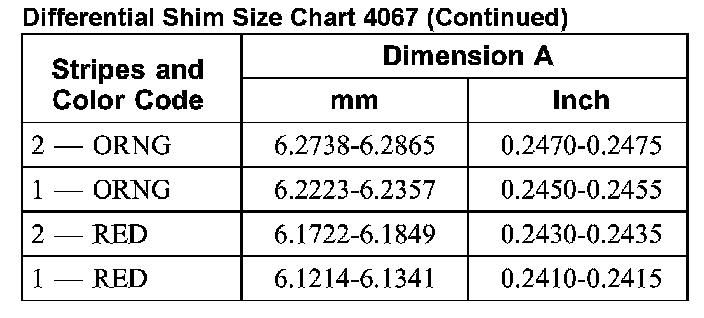 Differential Shim Size Chart 4067 (Continued)
Stripes and Color Code Dimension A
mm Inch
2 — ORNG 6.2738-6.2865 0.2470-0.2475
1 — ORNG 6.2223-6.2357 0.2450-0.2455
2 — RED 6.1722-6.1849 0.2430-0.2435
1 — RED 6.1214-6.1341 0.2410-0.2415